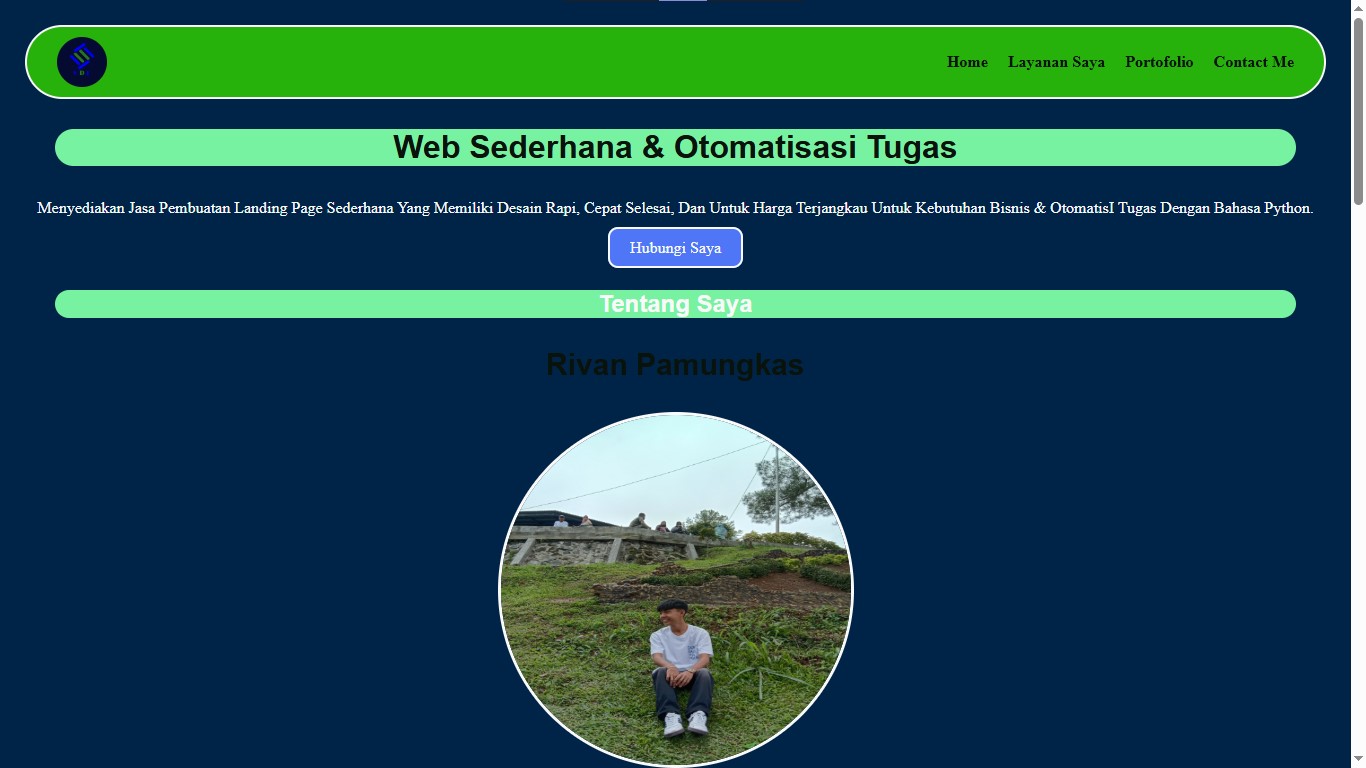 Home Layanan Saya Portofolio Contact Me
Web Sederhana & Otomatisasi Tugas
Menyediakan Jasa Pembuatan Landing Page Sederhana Yang Memiliki Desain Rapi, Cepat Selesai, Dan Untuk Harga Terjangkau Untuk Kebutuhan Bisnis & OtomatisI Tugas Dengan Bahasa Python.
Hubungi Saya
Tentang Saya
Rivan Pamungkas